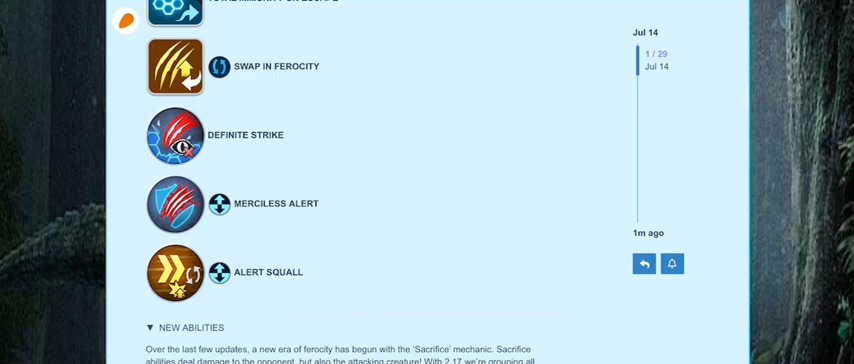 SWAP IN FEROCITY
DEFINITE STRIKE
MERCILESS ALERT
ALERT SQUALL
▼ NEW ABILITIES
Over the last few updates, a new era of ferocity has begun with the 'Sacrifice' mechanic. Sacrifice
abilities deal damage to the opponent, but also the attacking creature! With 2.17 we're grouping all
Jul 14
1 / 29
Jul 14
1m ago